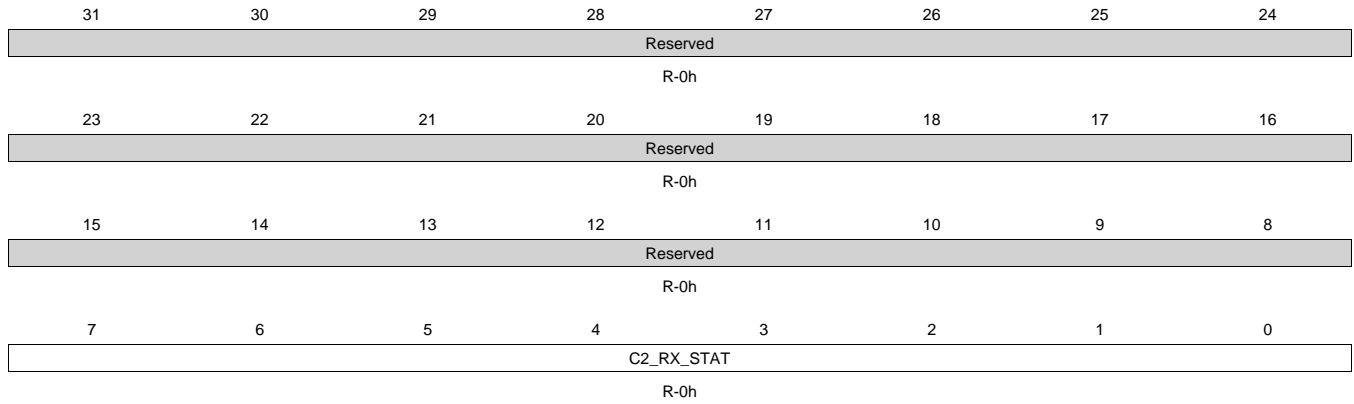 31 30 29 28 27 26 25 24
Reserved
R-0h
23 22 21 20 19 18 17 16
Reserved
R-0h
15 14 13 12 11 10 9 8
Reserved
R-0h
7 6 5 4 3 2 1 0
C2_RX_STAT
R-0h